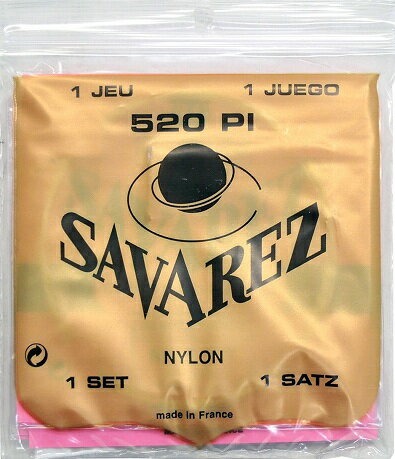 1 JEU 1 JUEGO
520 PI
SAVAREZ
NYLON
1 SET 1 SATZ
made in France